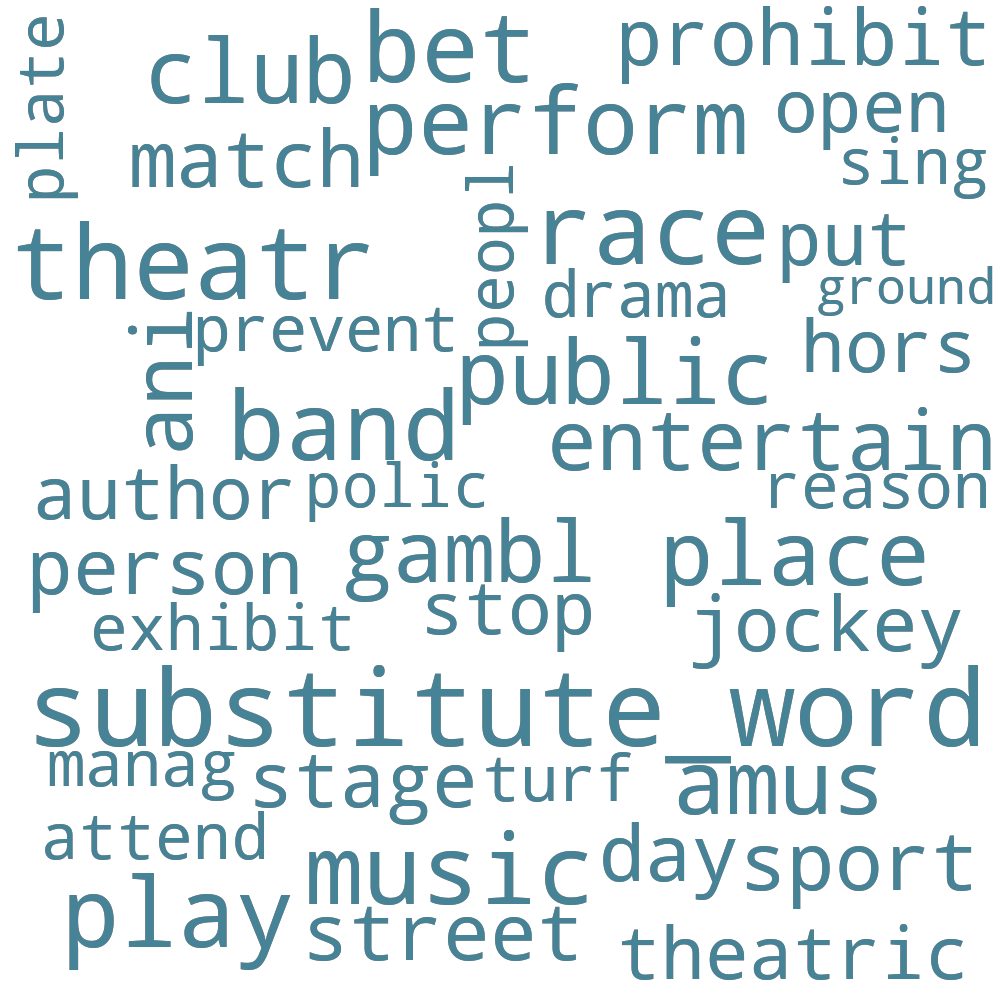 plate
club
bet
prohibit
perform
open
match
sing
peopl
theatr
race
put
drama
ground
ani
prevent
hors
public
band
entertain
author
polic
reason
person
gambl
place
exhibit
stop
jockey
substitute_word
manag
stage
turf
amus
attend
music
day
sport
play
street
theatric